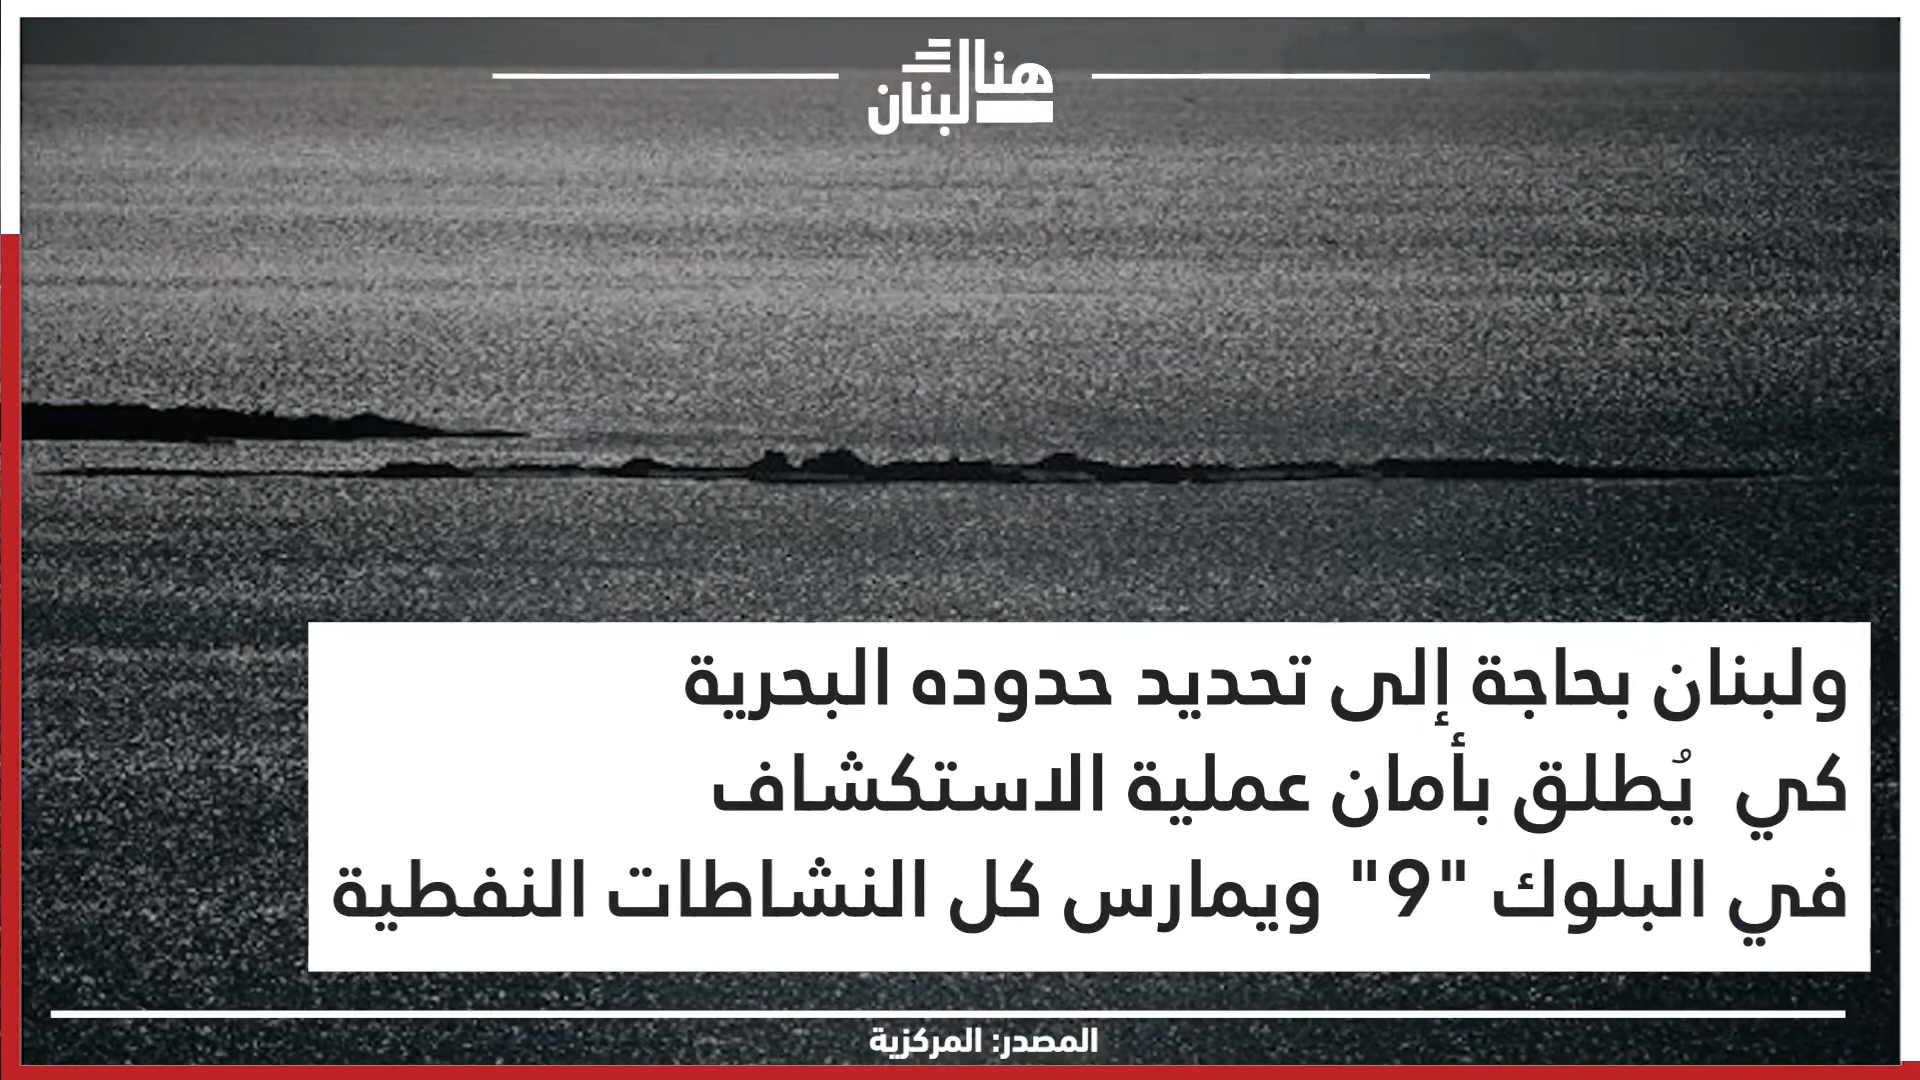 هنا
لبنان
ولبنان بحاجة إلى تحديد حدوده البحرية
كي يُطلق بأمان عملية الاستكشاف
في البلوك "9" ويمارس كل النشاطات النفطية
المصدر: المركزية